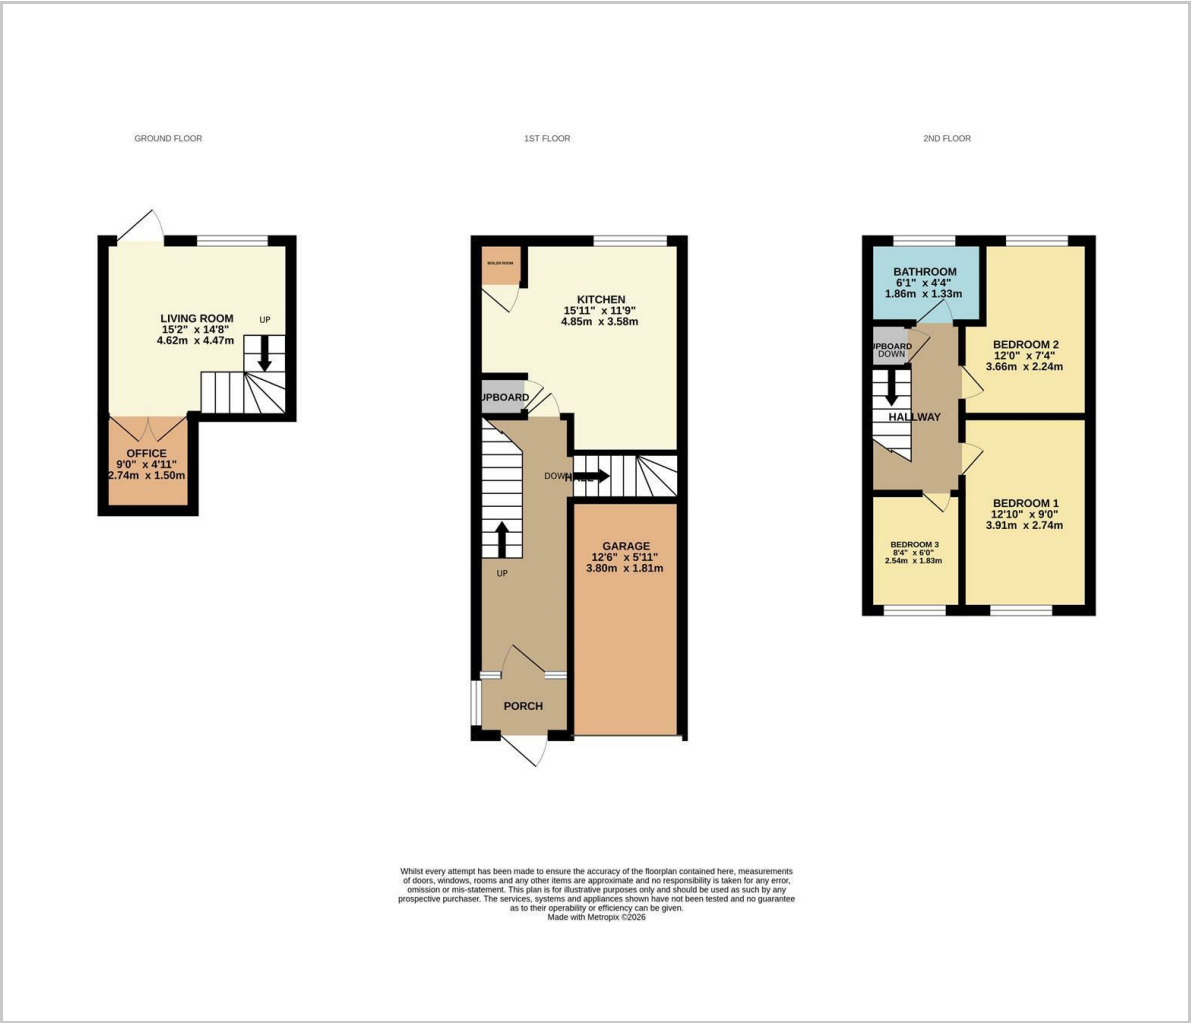 GROUND FLOOR
1ST FLOOR
2ND FLOOR
UP
LIVING ROOM
15'2" x 14'8"
4.62m x 4.47m
OFFICE
9'0" x 4'11"
2.74m x 1.50m
BOILER ROOM
KITCHEN
15'11" x 11'9"
4.85m x 3.58m
UPBOARD
DOWN
UP
GARAGE
12'6" x 5'11"
3.80m x 1.81m
PORCH
BATHROOM
6'1" x 4'4"
1.86m x 1.33m
UPBOARD
DOWN
HALLWAY
BEDROOM 2
12'0" x 7'4"
3.66m x 2.24m
BEDROOM 1
12'10" x 9'0"
3.91m x 2.74m
BEDROOM 3
8'4" x 6'0"
2.54m x 1.83m
Whilst every attempt has been made to ensure the accuracy of the floorplan contained here, measurements
of doors, windows, rooms and any other items are approximate and no responsibility is taken for any error,
omission or mis-statement. This plan is for illustrative purposes only and should be used as such by any
prospective purchaser. The services, systems and appliances shown have not been tested and no guarantee
as to their operability or efficiency can be given.
Made with Metropix ©2026